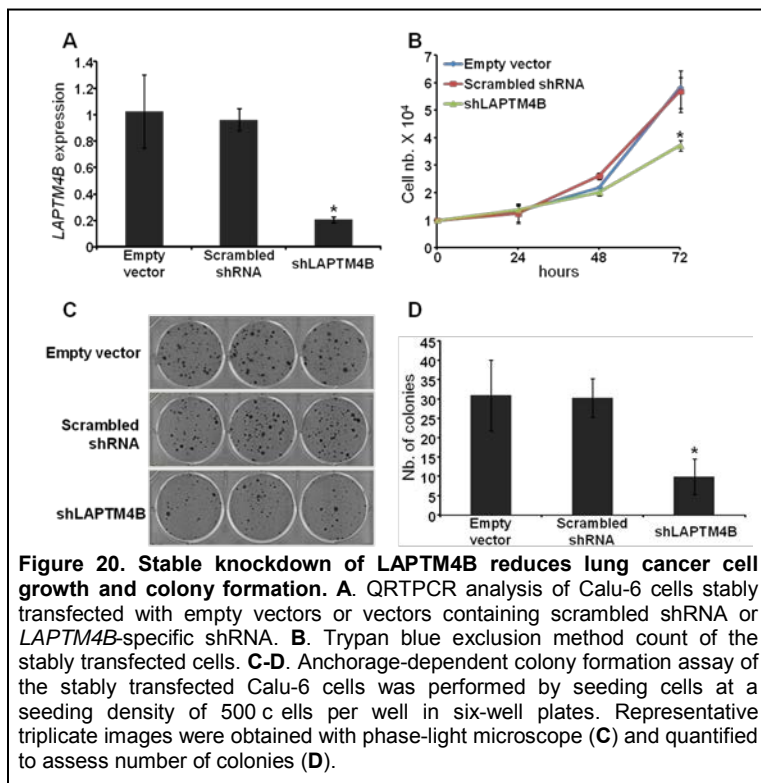 A
LAPTM4B expression
1.4
1.2
1
0.8
0.6
0.4
0.2
0
*
Empty vector
Scrambled shRNA
shLAPTM4B
B
Empty vector
Scrambled shRNA
shLAPTM4B
Cell nb. X 10⁴
7
6
5
4
3
2
1
0
*
0 24 48 72
hours
C
Empty vector
Scrambled shRNA
shLAPTM4B
D
Nb. of colonies
45
40
35
30
25
20
15
10
5
0
*
Empty vector
Scrambled shRNA
shLAPTM4B
Figure 20. Stable knockdown of LAPTM4B reduces lung cancer cell
growth and colony formation. A. QRTPCR analysis of Calu-6 cells stably
transfected with empty vectors or vectors containing scrambled shRNA or
LAPTM4B-specific shRNA. B. Trypan blue exclusion method count of the
stably transfected cells. C-D. Anchorage-dependent colony formation assay of
the stably transfected Calu-6 cells was performed by seeding cells at a
seeding density of 500 c ells per well in six-well plates. Representative
triplicate images were obtained with phase-light microscope (C) and quantified
to assess number of colonies (D).